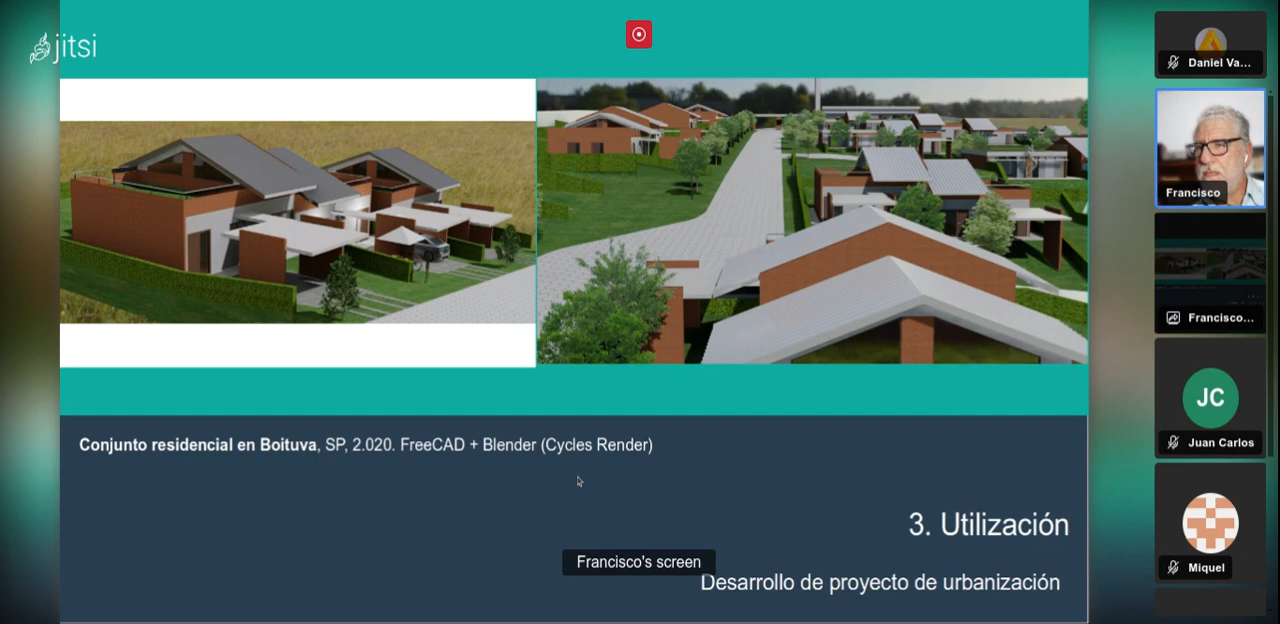 jitsi
Daniel Va...
Francisco
Francisco...
JC
Juan Carlos
Miquel
Conjunto residencial en Boituva, SP, 2.020. FreeCAD + Blender (Cycles Render)
3. Utilización
Francisco's screen
Desarrollo de proyecto de urbanización